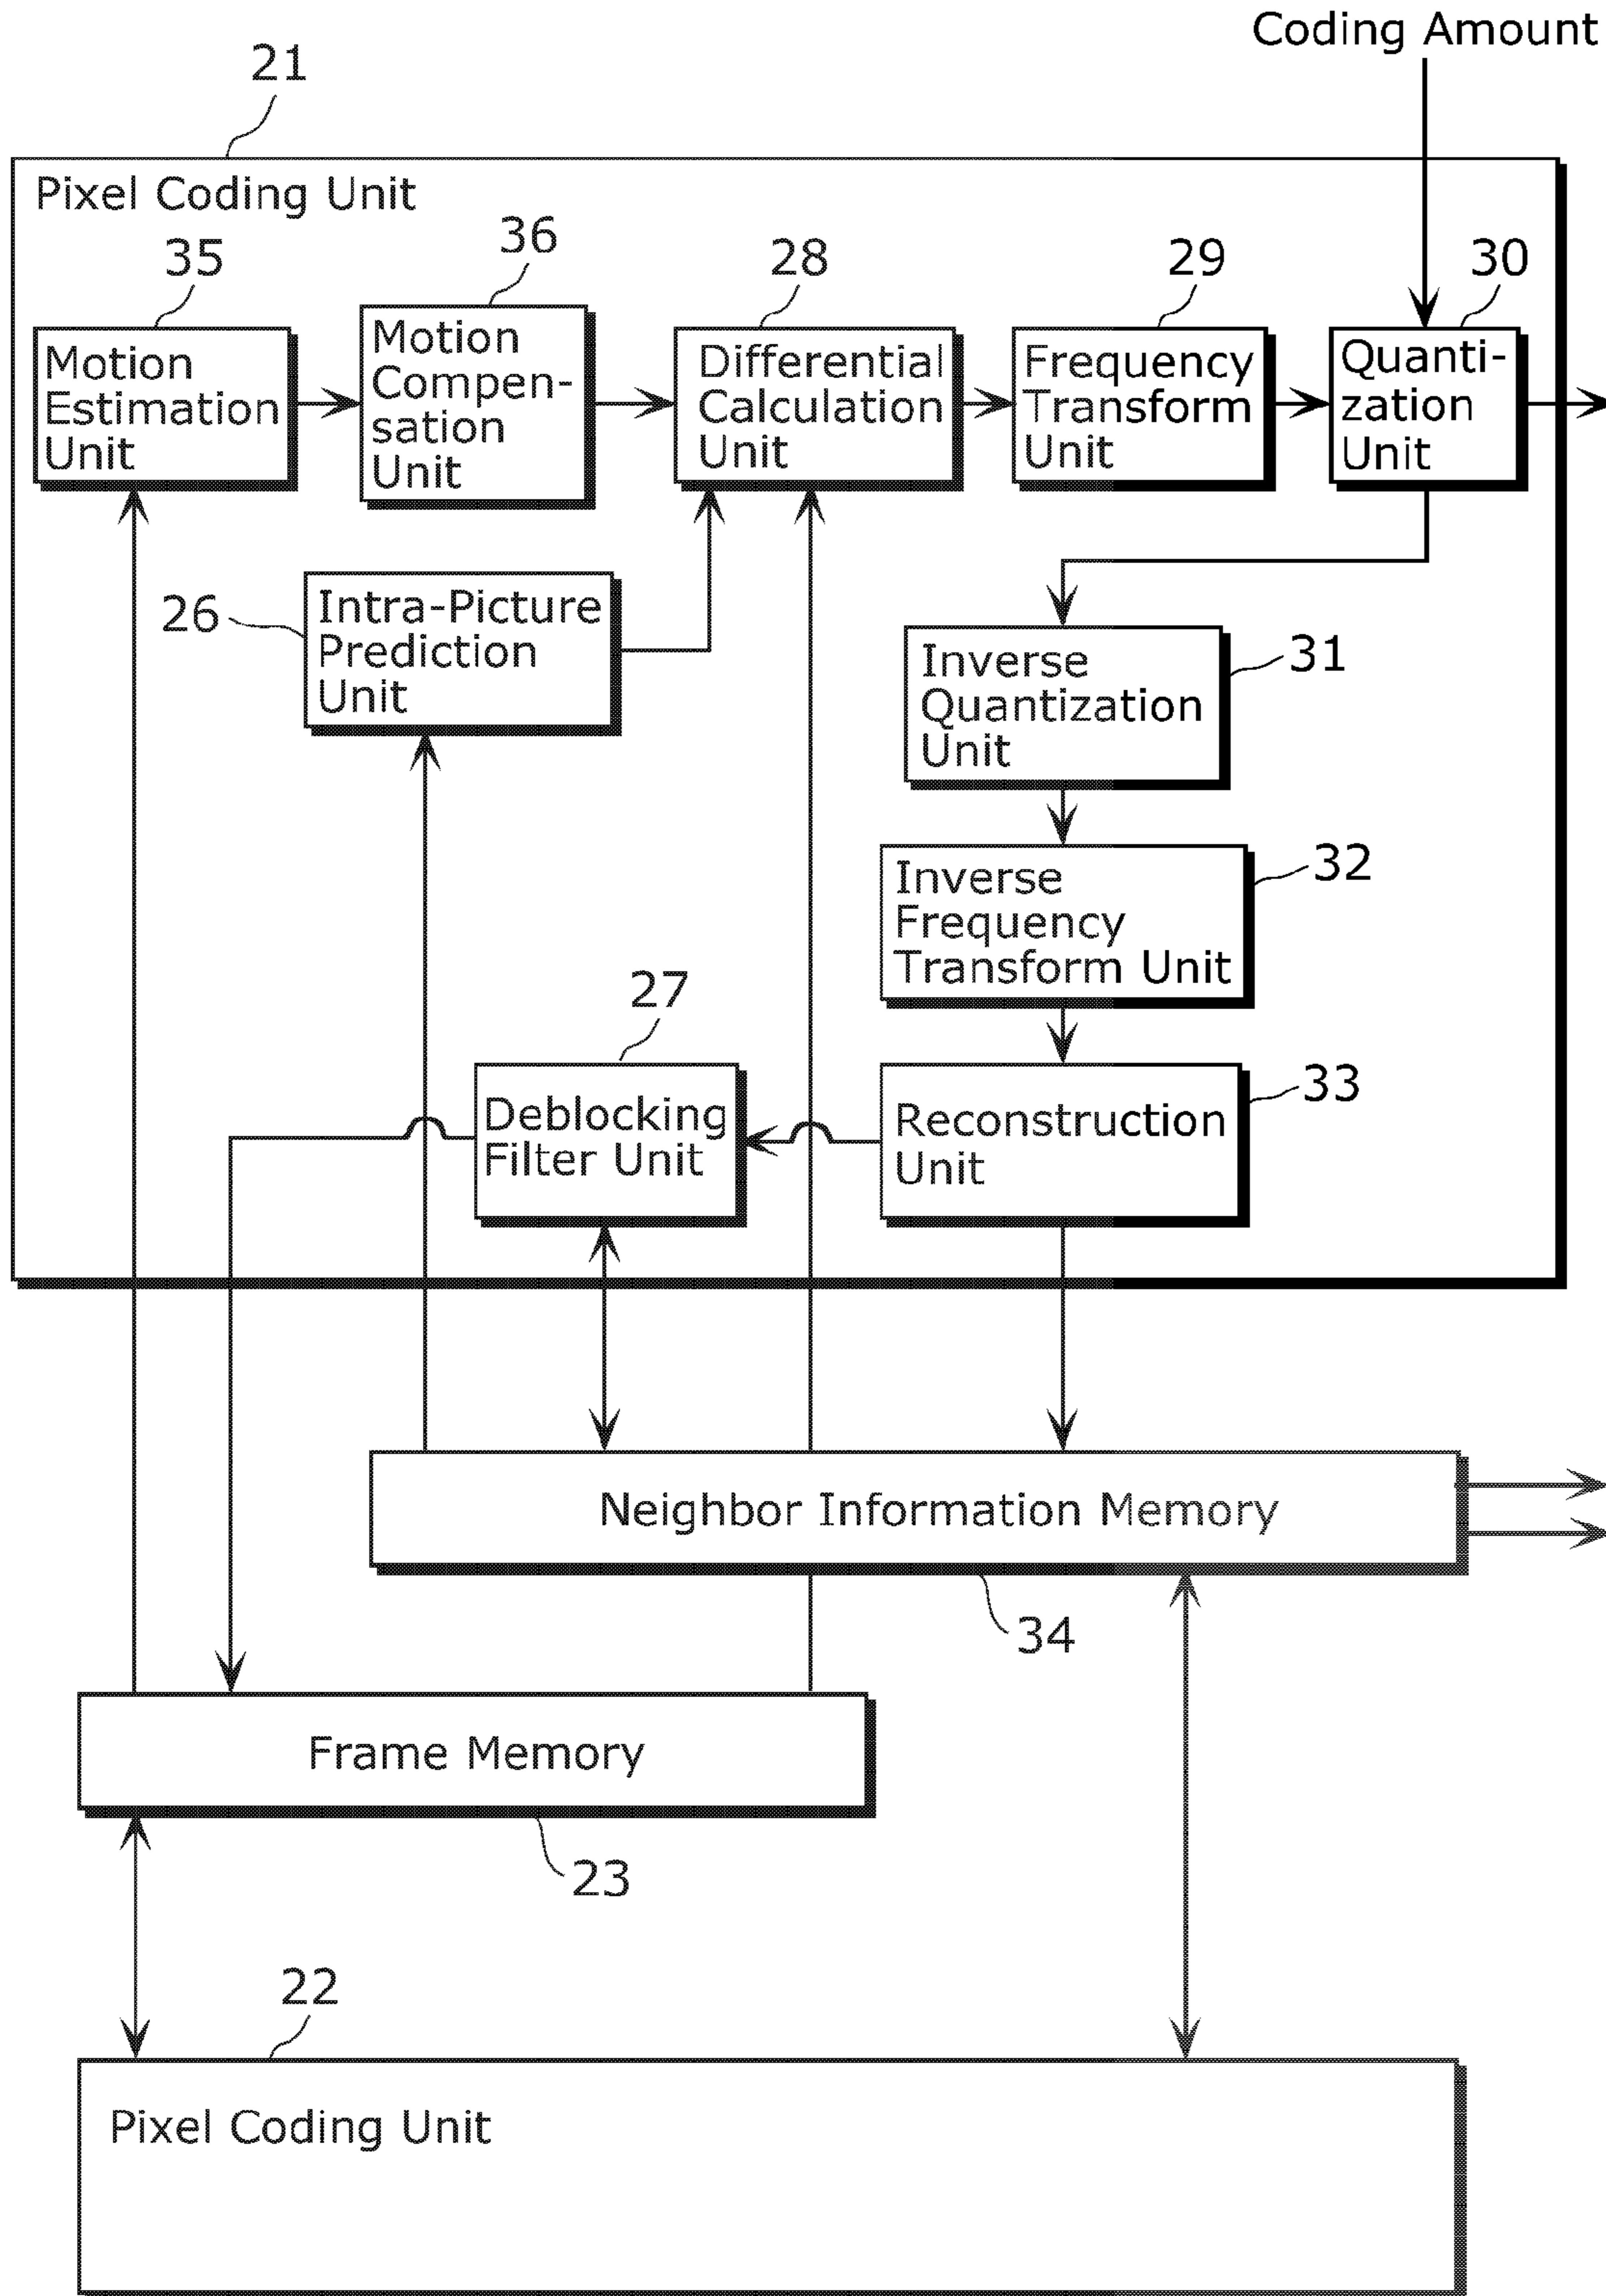 Coding Amount
21
Pixel Coding Unit
35
Motion
Estimation
Unit
36
Motion
Compen-
sation
Unit
28
Differential
Calculation
Unit
29
Frequency
Transform
Unit
30
Quanti-
zation
Unit
26
Intra-Picture
Prediction
Unit
Inverse
Quantization
Unit
31
Inverse
Frequency
Transform Unit
32
27
Deblocking
Filter Unit
Reconstruction
Unit
33
Neighbor Information Memory
34
Frame Memory
23
22
Pixel Coding Unit